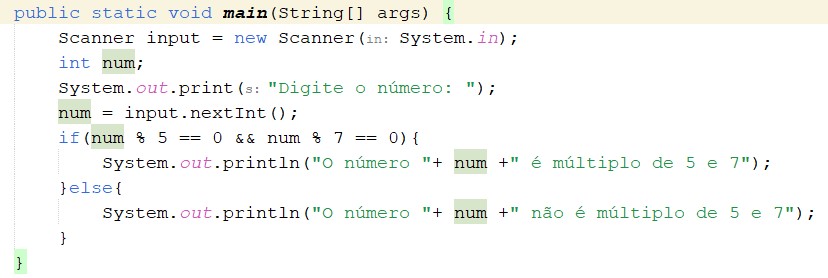 public static void main(String[] args) {
Scanner input = new Scanner(in: System.in);
int num;
System.out.print(s: "Digite o número: ");
num = input.nextInt();
if(num % 5 == 0 && num % 7 == 0){
System.out.println("O número "+ num +" é múltiplo de 5 e 7");
}else{
System.out.println("O número "+ num +" não é múltiplo de 5 e 7");
}
}